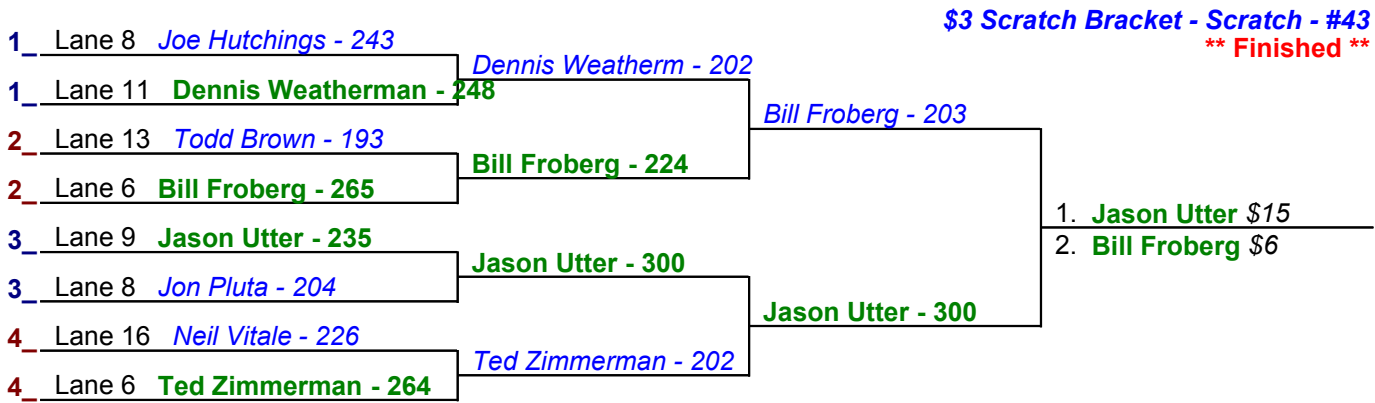 $3 Scratch Bracket - Scratch - #43
** Finished **
1_ Lane 8 Joe Hutchings - 243
1_ Lane 11 Dennis Weatherman - 248
2_ Lane 13 Todd Brown - 193
2_ Lane 6 Bill Froberg - 265
3_ Lane 9 Jason Utter - 235
3_ Lane 8 Jon Pluta - 204
4_ Lane 16 Neil Vitale - 226
4_ Lane 6 Ted Zimmerman - 264
Dennis Weatherm - 202
Bill Froberg - 224
Jason Utter - 300
Ted Zimmerman - 202
Bill Froberg - 203
Jason Utter - 300
1. Jason Utter $15
2. Bill Froberg $6